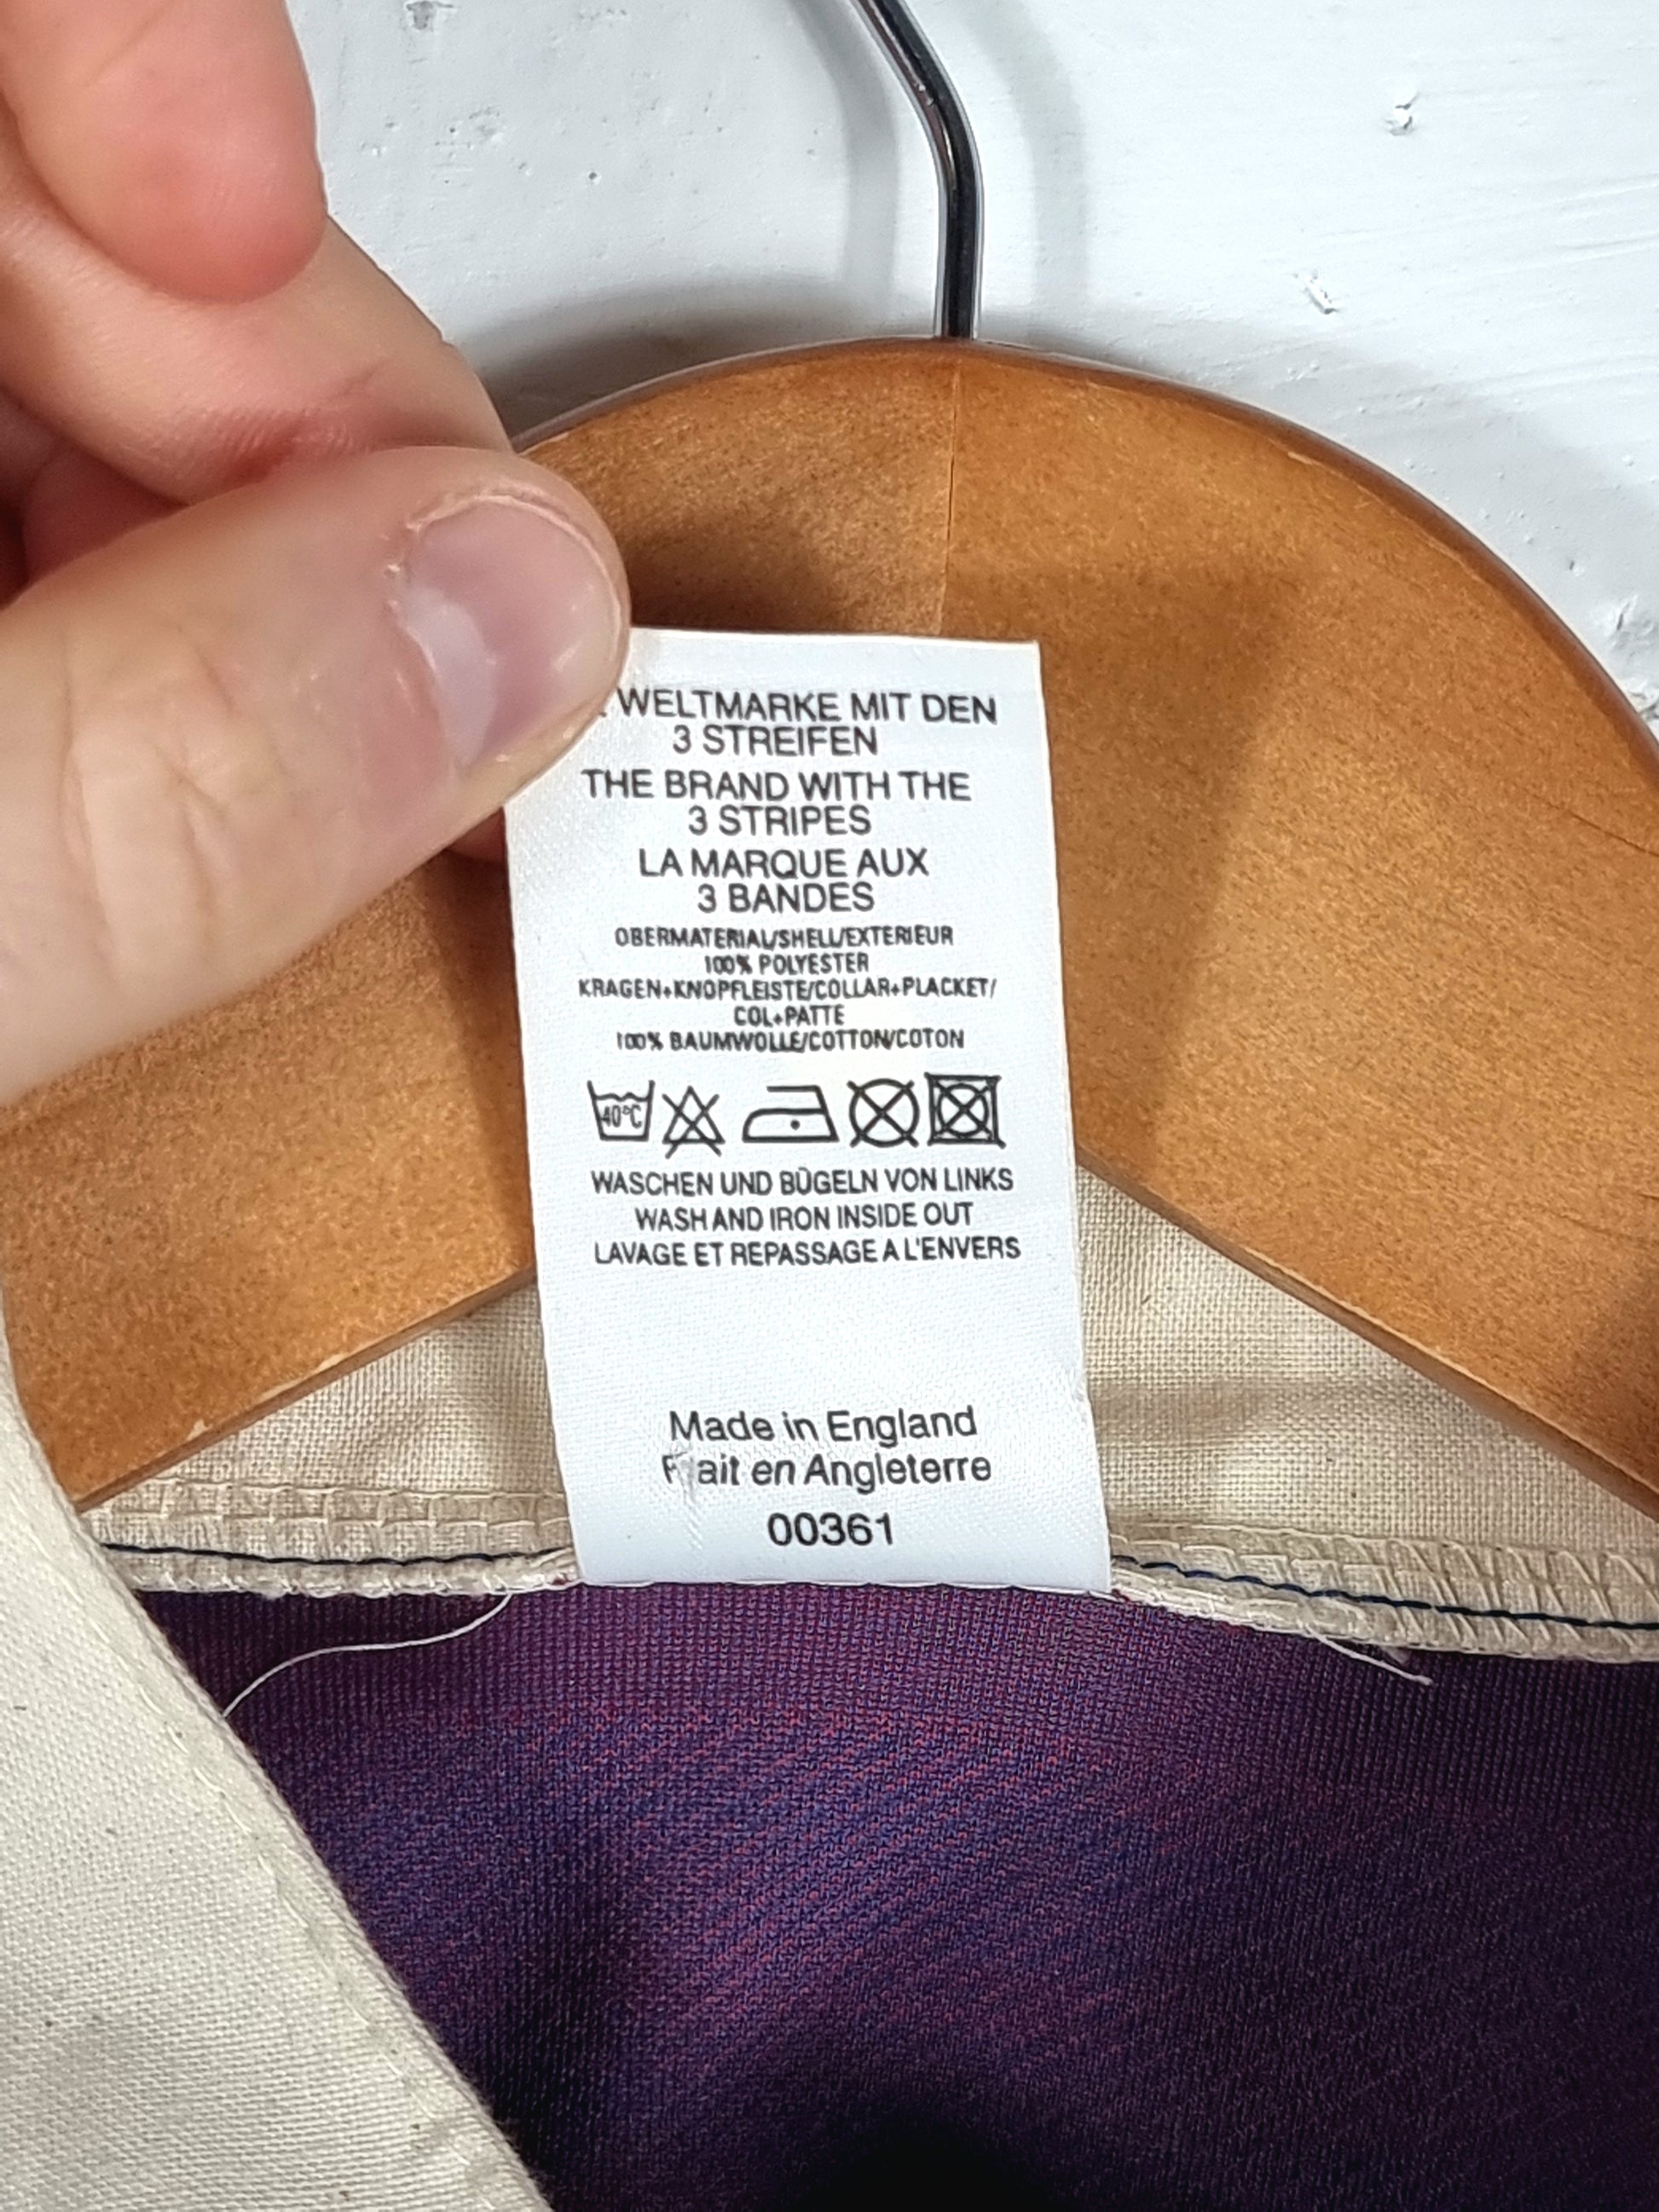 WELTMARKE MIT DEN
3 STREIFEN
THE BRAND WITH THE
3 STRIPES
LA MARQUE AUX
3 BANDES
OBERMATERIAL/SHELL/EXTERIEUR
100% POLYESTER
KRAGEN+KNOPFLEISTE/COLLAR+PLACKET/
COL+PATTE
100% BAUMWOLLE/COTTON/COTON
40°C
WASCHEN UND BÜGELN VON LINKS
WASH AND IRON INSIDE OUT
LAVAGE ET REPASSAGE A L'ENVERS
Made in England
en Angleterre
00361